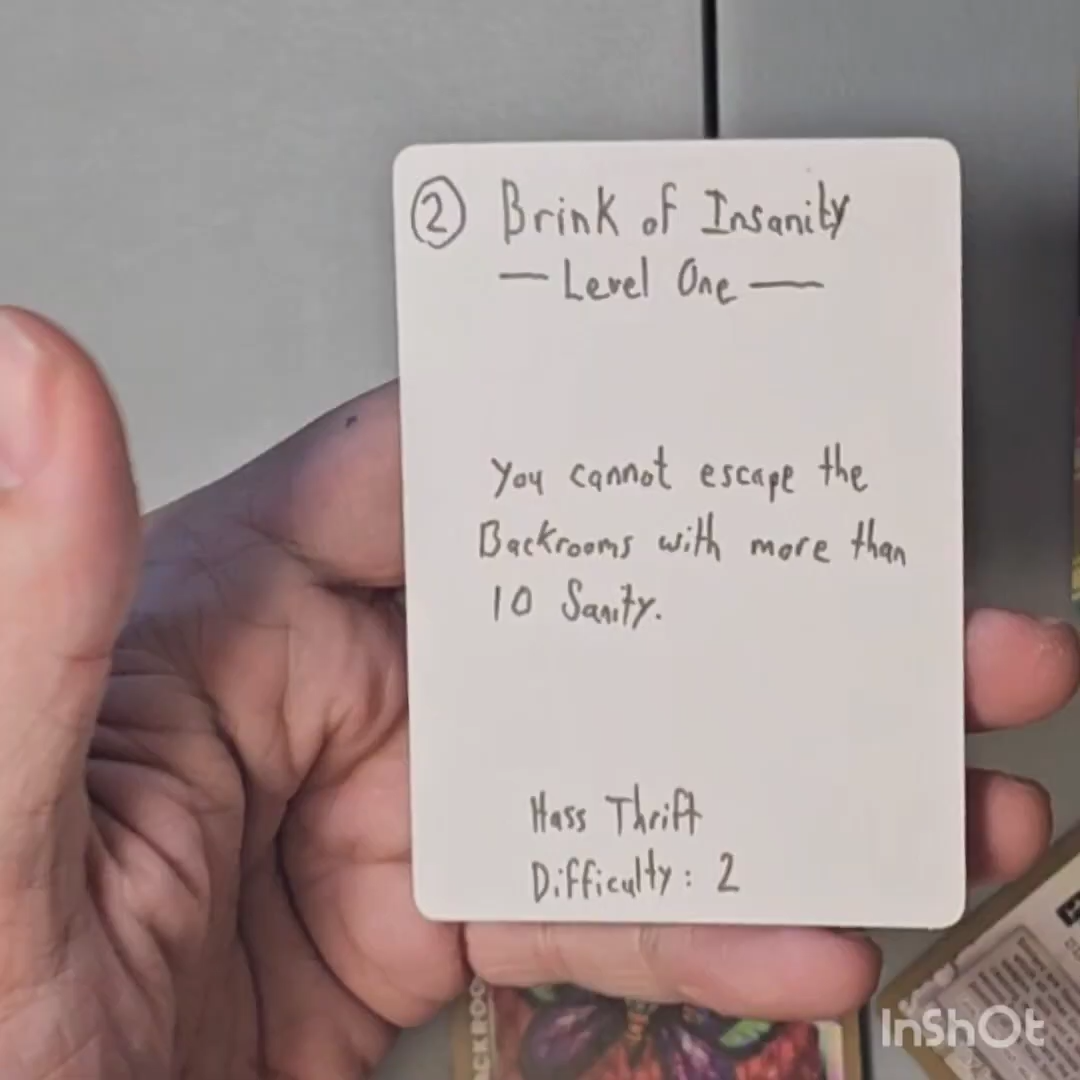 ② Brink of Insanity
— Level One —
You cannot escape the
Backrooms with more than
10 Sanity.
Hass Thrift
Difficulty: 2
ACKROO
InShOt